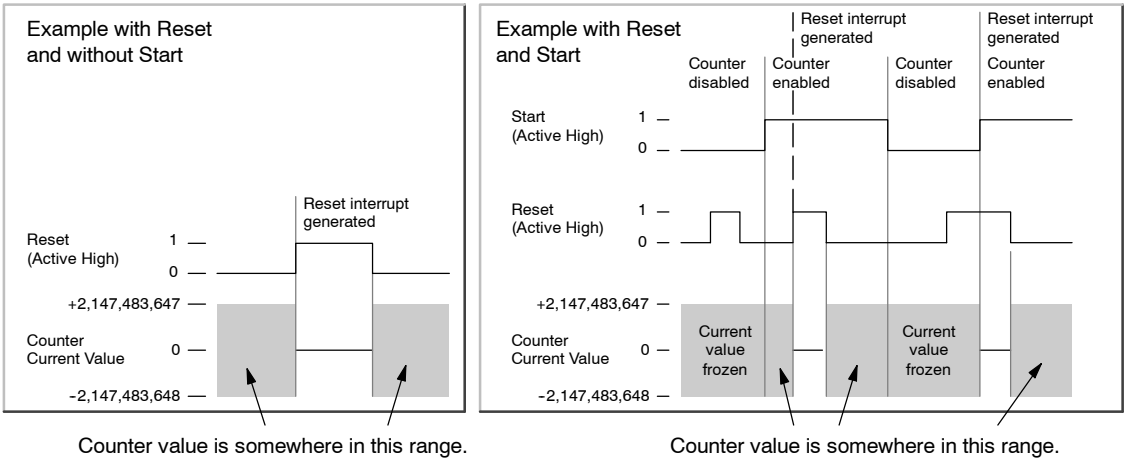 Example with Reset
and without Start
Reset interrupt
generated
Reset
(Active High)
1
0
+2,147,483,647
Counter
Current Value
0
-2,147,483,648
Counter value is somewhere in this range.
Example with Reset
and Start
Reset interrupt
generated
Reset interrupt
generated
Counter
disabled
Counter
enabled
Counter
disabled
Counter
enabled
Start
(Active High)
1
0
Reset
(Active High)
1
0
+2,147,483,647
Counter
Current Value
0
-2,147,483,648
Current
value
frozen
Current
value
frozen
Counter value is somewhere in this range.